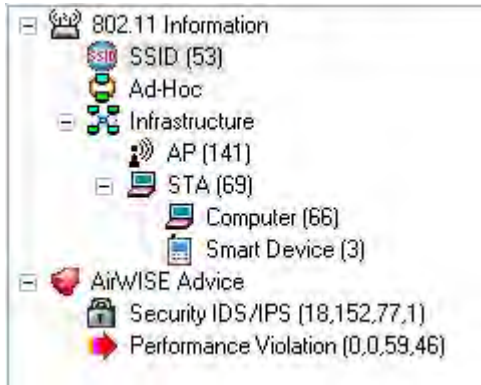 802.11 Information
SSID SSID (53)
Ad-Hoc
Infrastructure
AP (141)
STA (69)
Computer (66)
Smart Device (3)
AirWISE Advice
Security IDS/IPS (18,152,77,1)
Performance Violation (0,0,59,46)